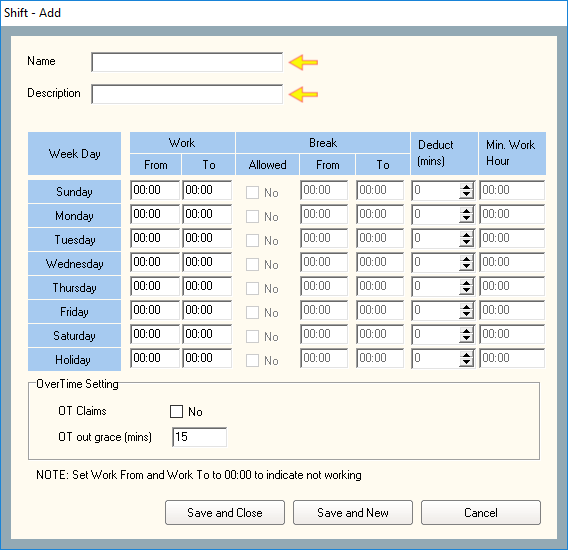 Shift - Add
Name
Description
Week Day Work Break Deduct (mins) Min. Work Hour
From To Allowed From To
Sunday 00:00 00:00 No 00:00 00:00 0 00:00
Monday 00:00 00:00 No 00:00 00:00 0 00:00
Tuesday 00:00 00:00 No 00:00 00:00 0 00:00
Wednesday 00:00 00:00 No 00:00 00:00 0 00:00
Thursday 00:00 00:00 No 00:00 00:00 0 00:00
Friday 00:00 00:00 No 00:00 00:00 0 00:00
Saturday 00:00 00:00 No 00:00 00:00 0 00:00
Holiday 00:00 00:00 No 00:00 00:00 0 00:00
OverTime Setting
OT Claims No
OT out grace (mins) 15
NOTE: Set Work From and Work To to 00:00 to indicate not working
Save and Close Save and New Cancel